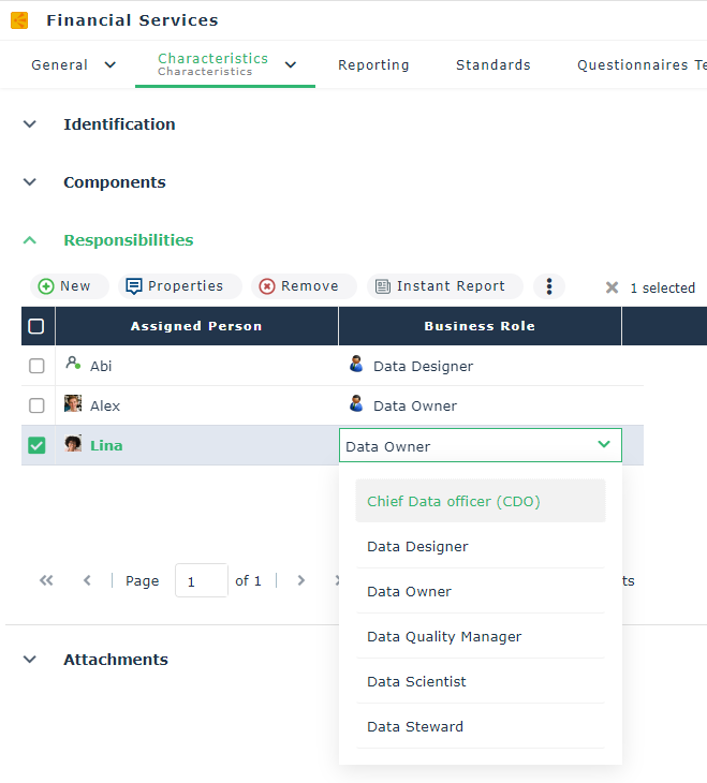 Financial Services
General
Characteristics
Characteristics
Reporting
Standards
Questionnaires Te
Identification
Components
Responsibilities
New
Properties
Remove
Instant Report
1 selected
Assigned Person
Business Role
Abi
Data Designer
Alex
Data Owner
Lina
Data Owner
Chief Data officer (CDO)
Data Designer
Data Owner
Data Quality Manager
Data Scientist
Data Steward
Page
1
of 1
ts
Attachments